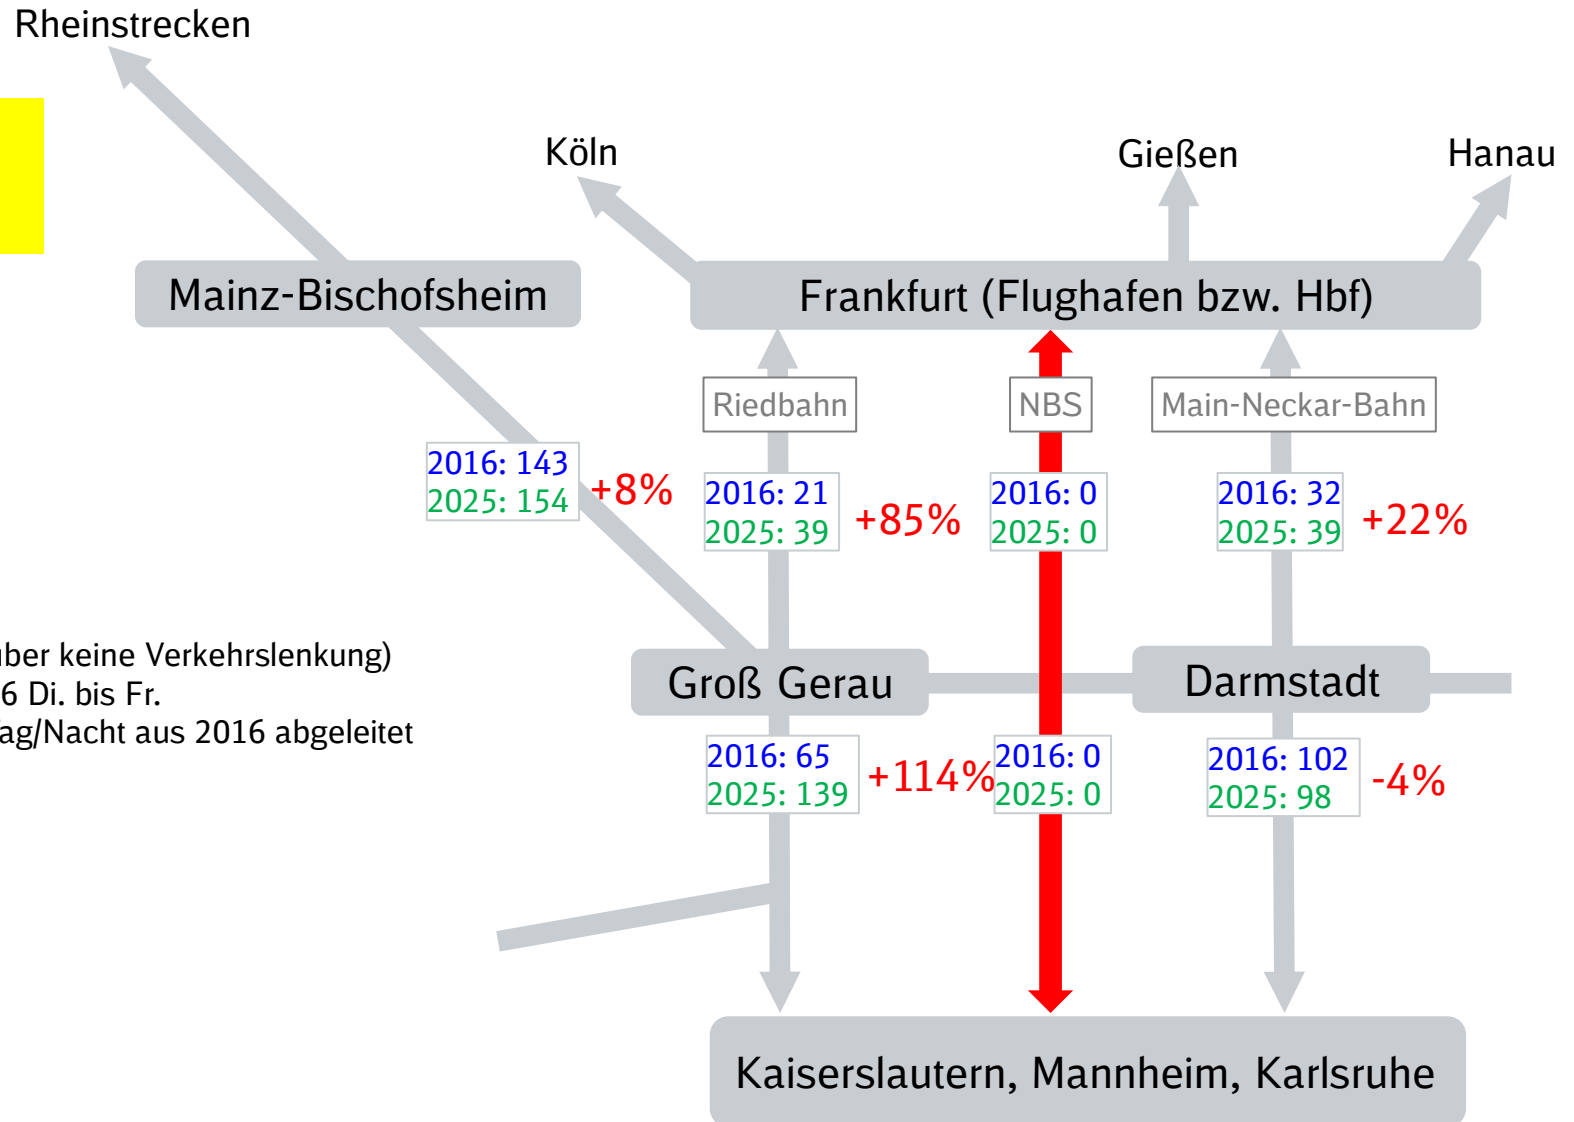 Rheinstrecken
Köln
Gießen
Hanau
Mainz-Bischofsheim
Frankfurt (Flughafen bzw. Hbf)
Riedbahn
NBS
Main-Neckar-Bahn
2016: 143
2025: 154
+8%
2016: 21
2025: 39
+85%
2016: 0
2025: 0
2016: 32
2025: 39
+22%
über keine Verkehrslenkung)
6 Di. bis Fr.
Tag/Nacht aus 2016 abgeleitet
Groß Gerau
Darmstadt
2016: 65
2025: 139
+114%
2016: 0
2025: 0
2016: 102
2025: 98
-4%
Kaiserslautern, Mannheim, Karlsruhe